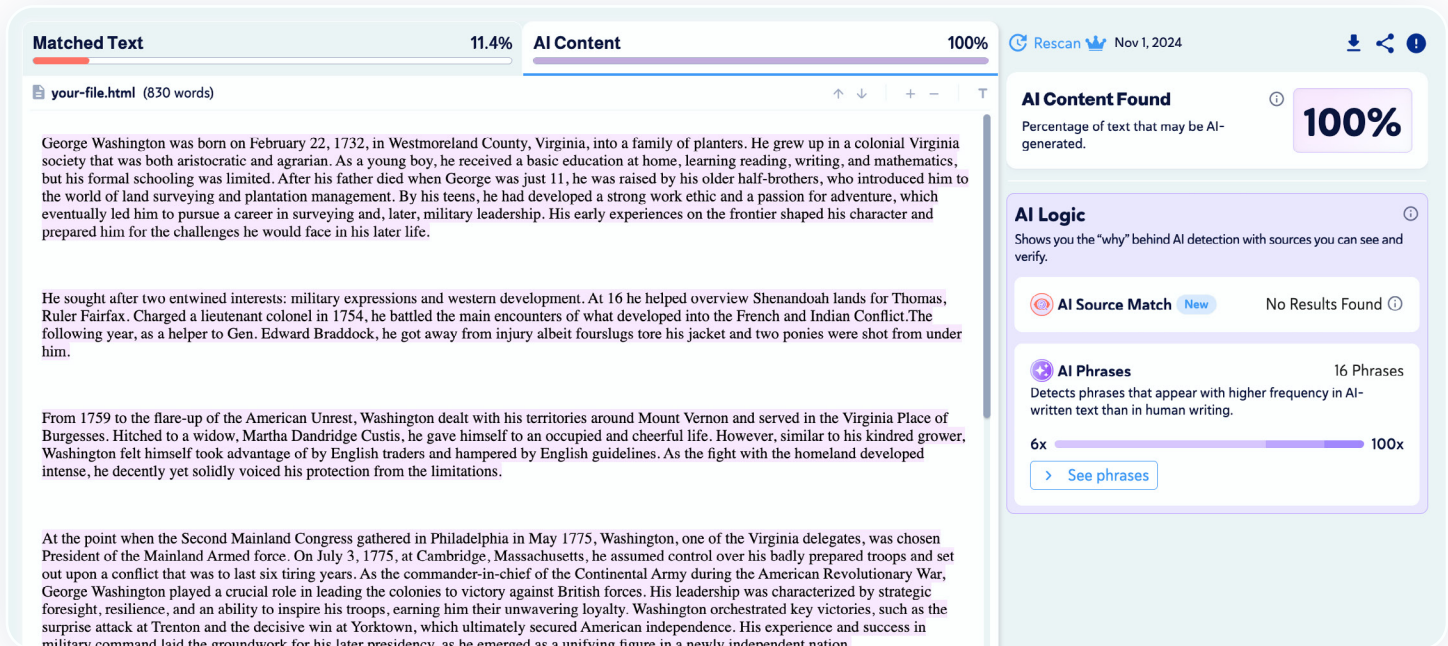 Matched Text 11.4%
AI Content 100%
Rescan Nov 1, 2024
your-file.html (830 words)
T
George Washington was born on February 22, 1732, in Westmoreland County, Virginia, into a family of planters. He grew up in a colonial Virginia
society that was both aristocratic and agrarian. As a young boy, he received a basic education at home, learning reading, writing, and mathematics,
but his formal schooling was limited. After his father died when George was just 11, he was raised by his older half-brothers, who introduced him to
the world of land surveying and plantation management. By his teens, he had developed a strong work ethic and a passion for adventure, which
eventually led him to pursue a career in surveying and, later, military leadership. His early experiences on the frontier shaped his character and
prepared him for the challenges he would face in his later life.
He sought after two entwined interests: military expressions and western development. At 16 he helped overview Shenandoah lands for Thomas,
Ruler Fairfax. Charged a lieutenant colonel in 1754, he battled the main encounters of what developed into the French and Indian Conflict.The
following year, as a helper to Gen. Edward Braddock, he got away from injury albeit fourslugs tore his jacket and two ponies were shot from under
him.
From 1759 to the flare-up of the American Unrest, Washington dealt with his territories around Mount Vernon and served in the Virginia Place of
Burgesses. Hitched to a widow, Martha Dandridge Custis, he gave himself to an occupied and cheerful life. However, similar to his kindred grower,
Washington felt himself took advantage of by English traders and hampered by English guidelines. As the fight with the homeland developed
intense, he decently yet solidly voiced his protection from the limitations.
At the point when the Second Mainland Congress gathered in Philadelphia in May 1775, Washington, one of the Virginia delegates, was chosen
President of the Mainland Armed force. On July 3, 1775, at Cambridge, Massachusetts, he assumed control over his badly prepared troops and set
out upon a conflict that was to last six tiring years. As the commander-in-chief of the Continental Army during the American Revolutionary War,
George Washington played a crucial role in leading the colonies to victory against British forces. His leadership was characterized by strategic
foresight, resilience, and an ability to inspire his troops, earning him their unwavering loyalty. Washington orchestrated key victories, such as the
surprise attack at Trenton and the decisive win at Yorktown, which ultimately secured American independence. His experience and success in
military command laid the groundwork for his later presidency, as he emerged as a unifying figure in a newly independent nation.
AI Content Found
Percentage of text that may be AI-
generated.
100%
AI Logic
Shows you the “why” behind AI detection with sources you can see and
verify.
AI Source Match New No Results Found
AI Phrases 16 Phrases
Detects phrases that appear with higher frequency in AI-
written text than in human writing.
6x 100x
See phrases